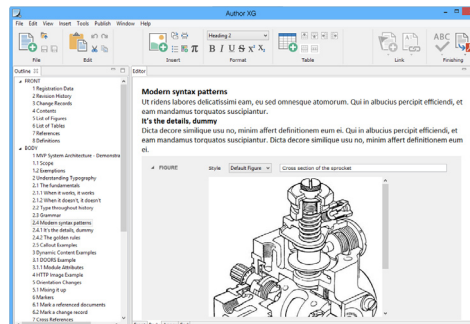 Author XG
File Edit View Insert Tools Publish Window Help
Heading 2
B I U S X² X₂
ABC
File Edit Insert Format Table Link Finishing
Outline
Editor
FRONT
1 Registration Data
2 Revision History
3 Change Records
4 Contents
5 List of Figures
6 List of Tables
7 References
8 Definitions
BODY
1 MVF System Architecture - Demonstra
1.1 Scope
1.2 Exemptions
2 Understanding Typography
2.1 The fundamentals
2.1.1 When it works, it works
2.1.2 When it doesn't, it doesn't
2.2 Type throughout history
2.3 Grammar
2.4 Modern syntax patterns
2.4.1 It's the details, dummy
2.4.2 The golden rules
2.5 Callout Examples
3 Dynamic Content Examples
3.1 DOORS Example
3.1.1 Module Attributes
4 HTTP Image Example
5 Orientation Changes
5.1 Mixing it up
6 Markers
6.1 Mark a referenced documents
6.2 Mark a change record
7 Cross References
Modern syntax patterns
Ut ridens labores delicatissimi eam, eu sed omnesque atomorum. Qui in albucius percipit efficiendi, et
eam mandamus torquatos suscipiantur.
It's the details, dummy
Dicta decore similique usu no, minim affert definitionem eum ei. Qui in albucius percipit efficiendi, et
eam mandamus torquatos suscipiantur. Dicta decore similique usu no, minim affert definitionem eum
ei.
FIGURE Style Default Figure Cross section of the sprocket